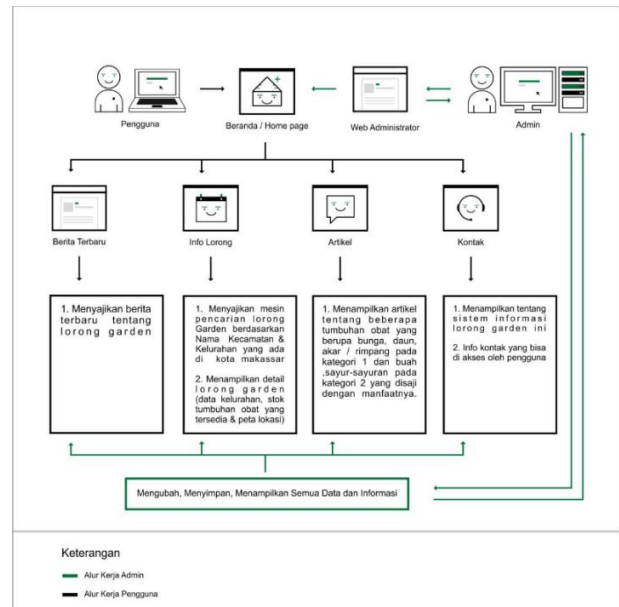 Pengguna
Beranda / Home page
Web Administrator
Admin
Berita Terbaru
Info Lorong
Artikel
Kontak
1. Menyajikan berita
terbaru tentang
lorong garden
1. Menyajikan mesin
pencarian lorong
Garden berdasarkan
Nama Kecamatan &
Kelurahan yang ada
di kota makassar
2. Menampilkan detail
lorong garden
(data kelurahan, stok
tumbuhan obat yang
tersedia & peta lokasi)
1. Menampilkan artikel
tentang beberapa
tumbuhan obat yang
berupa bunga, daun,
akar / rimpang pada
kategori 1 dan buah
,sayur-sayuran pada
kategori 2 yang disaji
dengan manfaatnya.
1. Menampilkan tentang
sistem informasi
lorong garden ini
2. Info kontak yang bisa
di akses oleh pengguna
Mengubah, Menyimpan, Menampilkan Semua Data dan Informasi
Keterangan
Alur Kerja Admin
Alur Kerja Pengguna